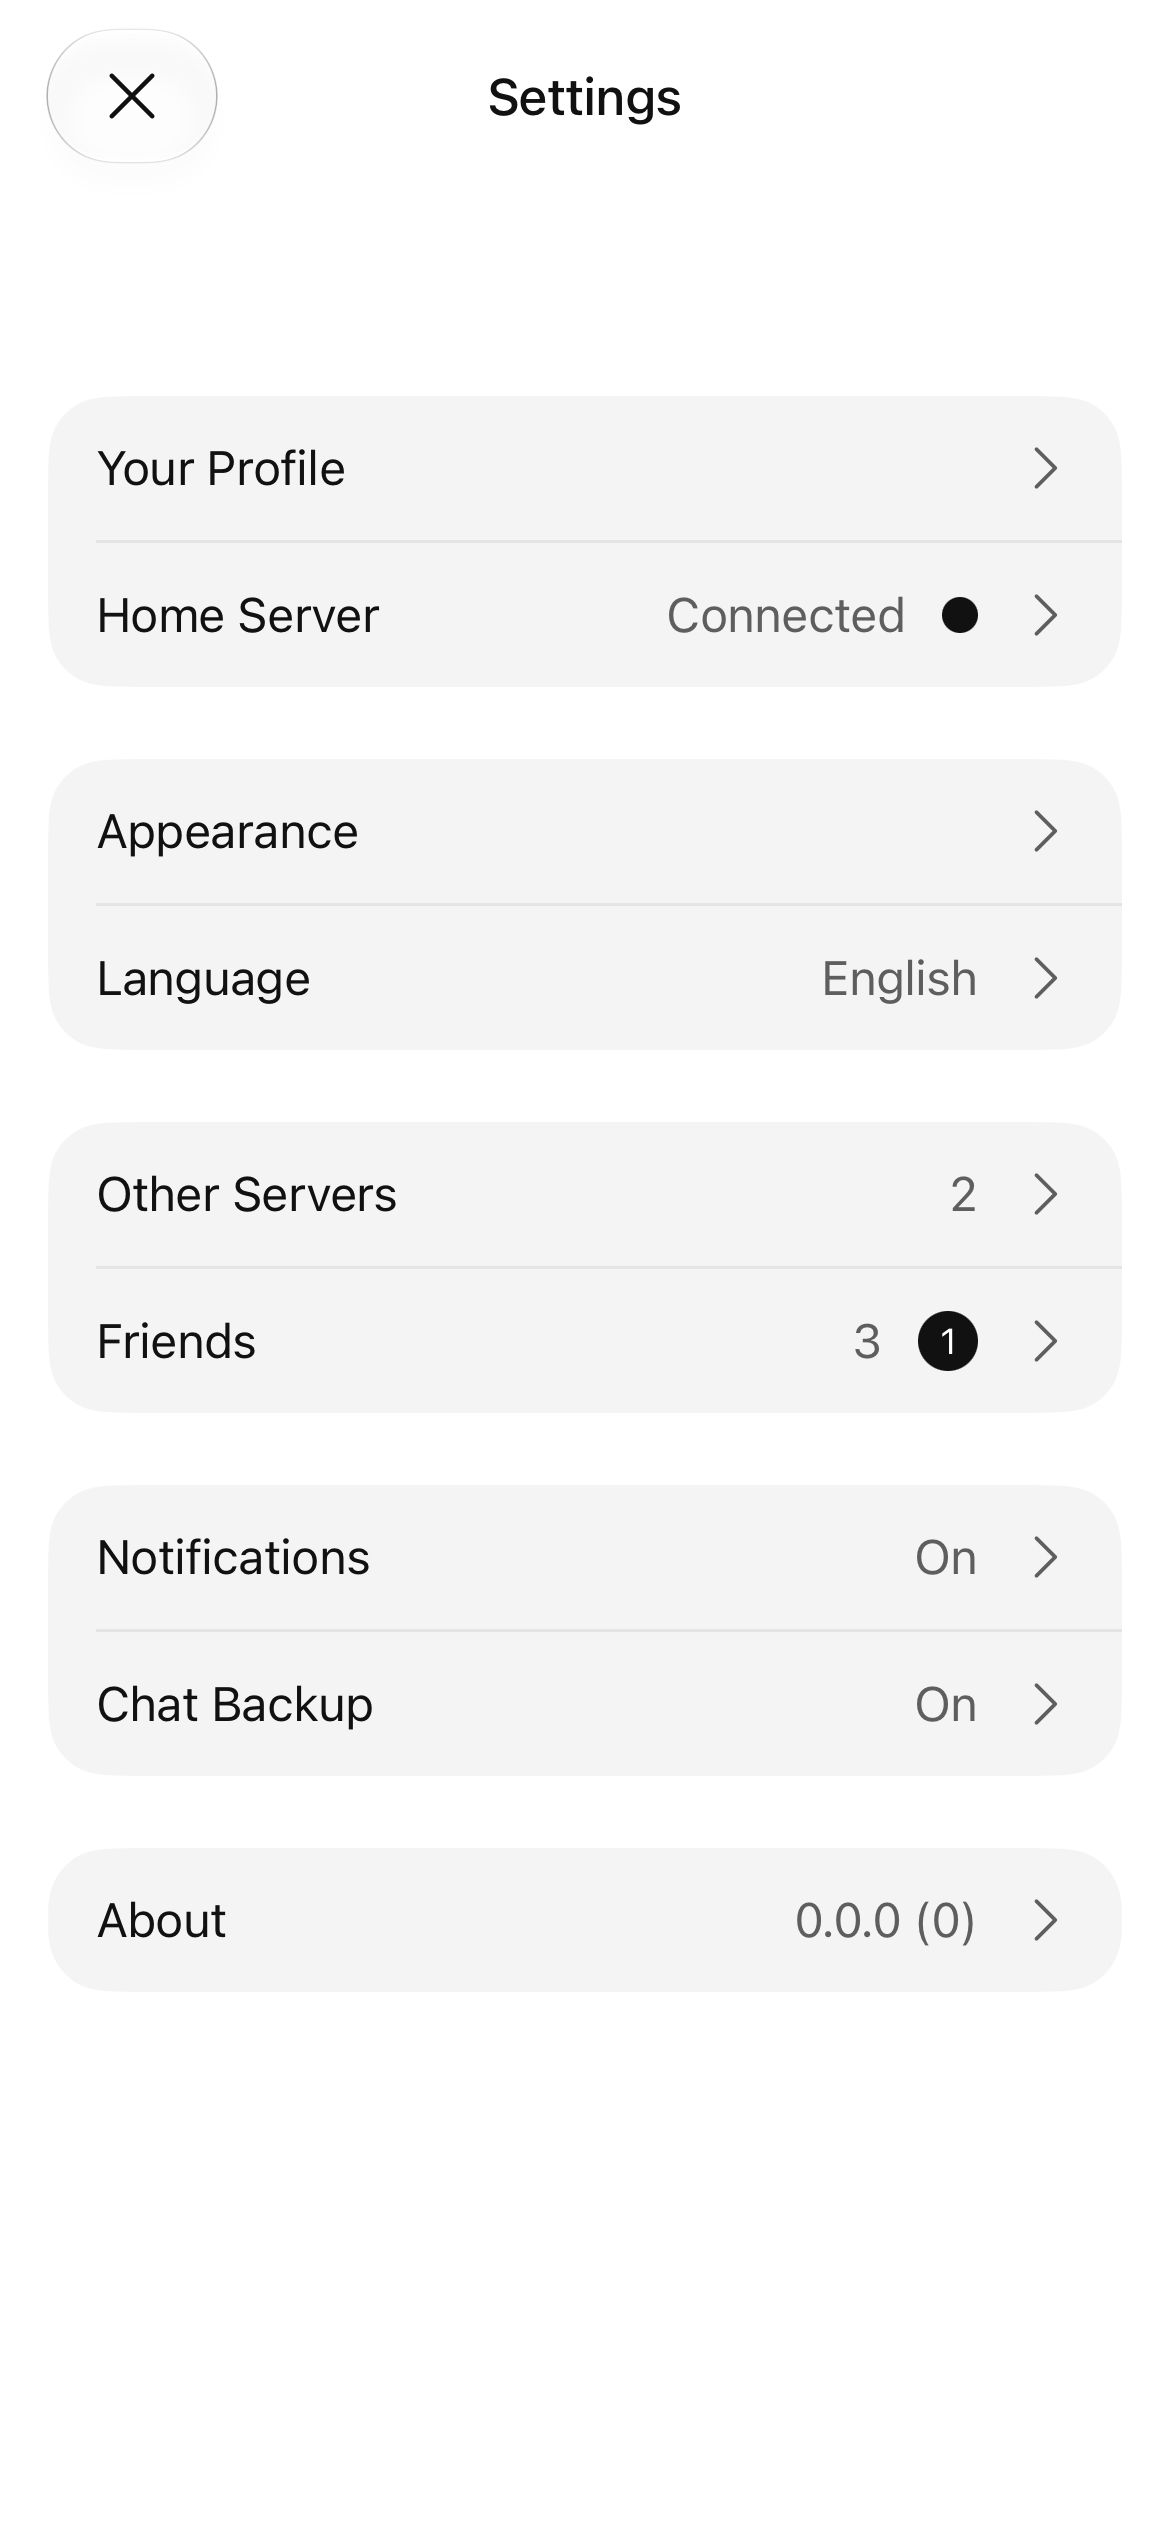 Settings
Your Profile
Home Server Connected
Appearance
Language English
Other Servers 2
Friends 3 1
Notifications On
Chat Backup On
About 0.0.0 (0)